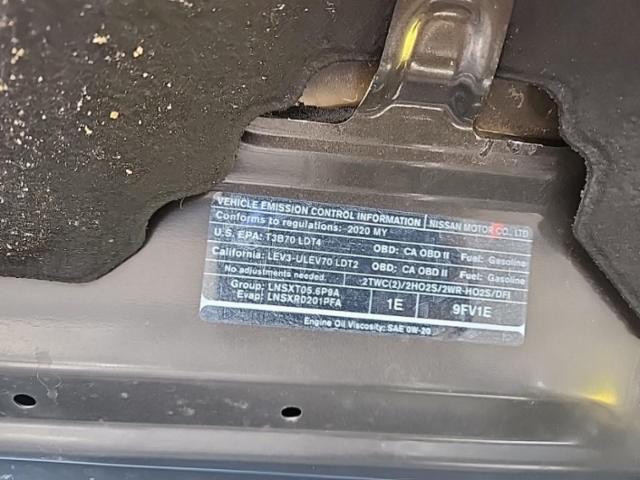 VEHICLE EMISSION CONTROL INFORMATION NISSAN MOTOR CO., LTD
Conforms to regulations: 2020 MY
U.S. EPA: T3B70 LDT4 OBD: CA OBD II Fuel: Gasoline
California: LEV3-ULEV70 LDT2 OBD: CA OBD II Fuel: Gasoline
No adjustments needed. 2TWC(2)/2HO2S/2WR-HO2S/DFI
Group: LNSXT05.6P9A
Evap: LNSXR0201PFA 1E 9FV1E
Engine Oil Viscosity: SAE 0W-20